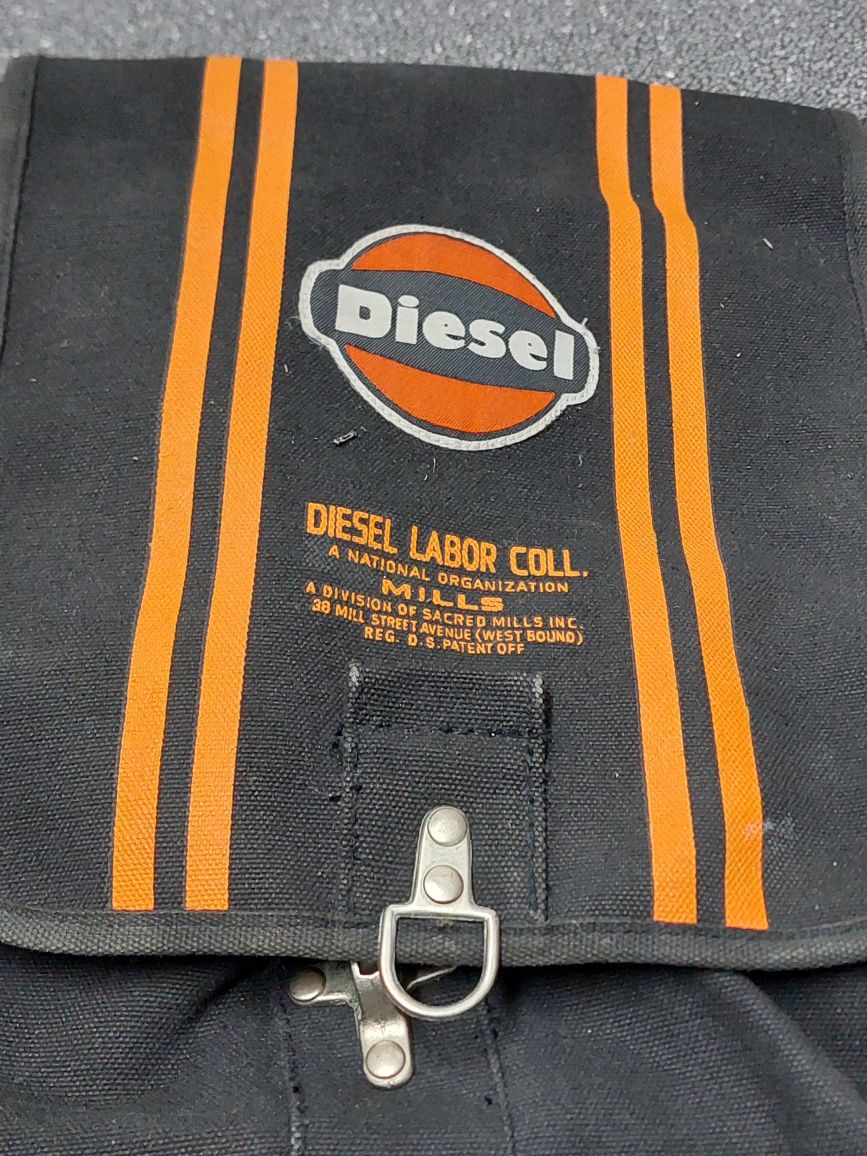 Diesel
DIESEL LABOR COLL.
A NATIONAL ORGANIZATION
MILLS
A DIVISION OF SACRED MILLS INC.
38 MILL STREET AVENUE (WEST BOUND)
REG. D.S. PATENT OFF